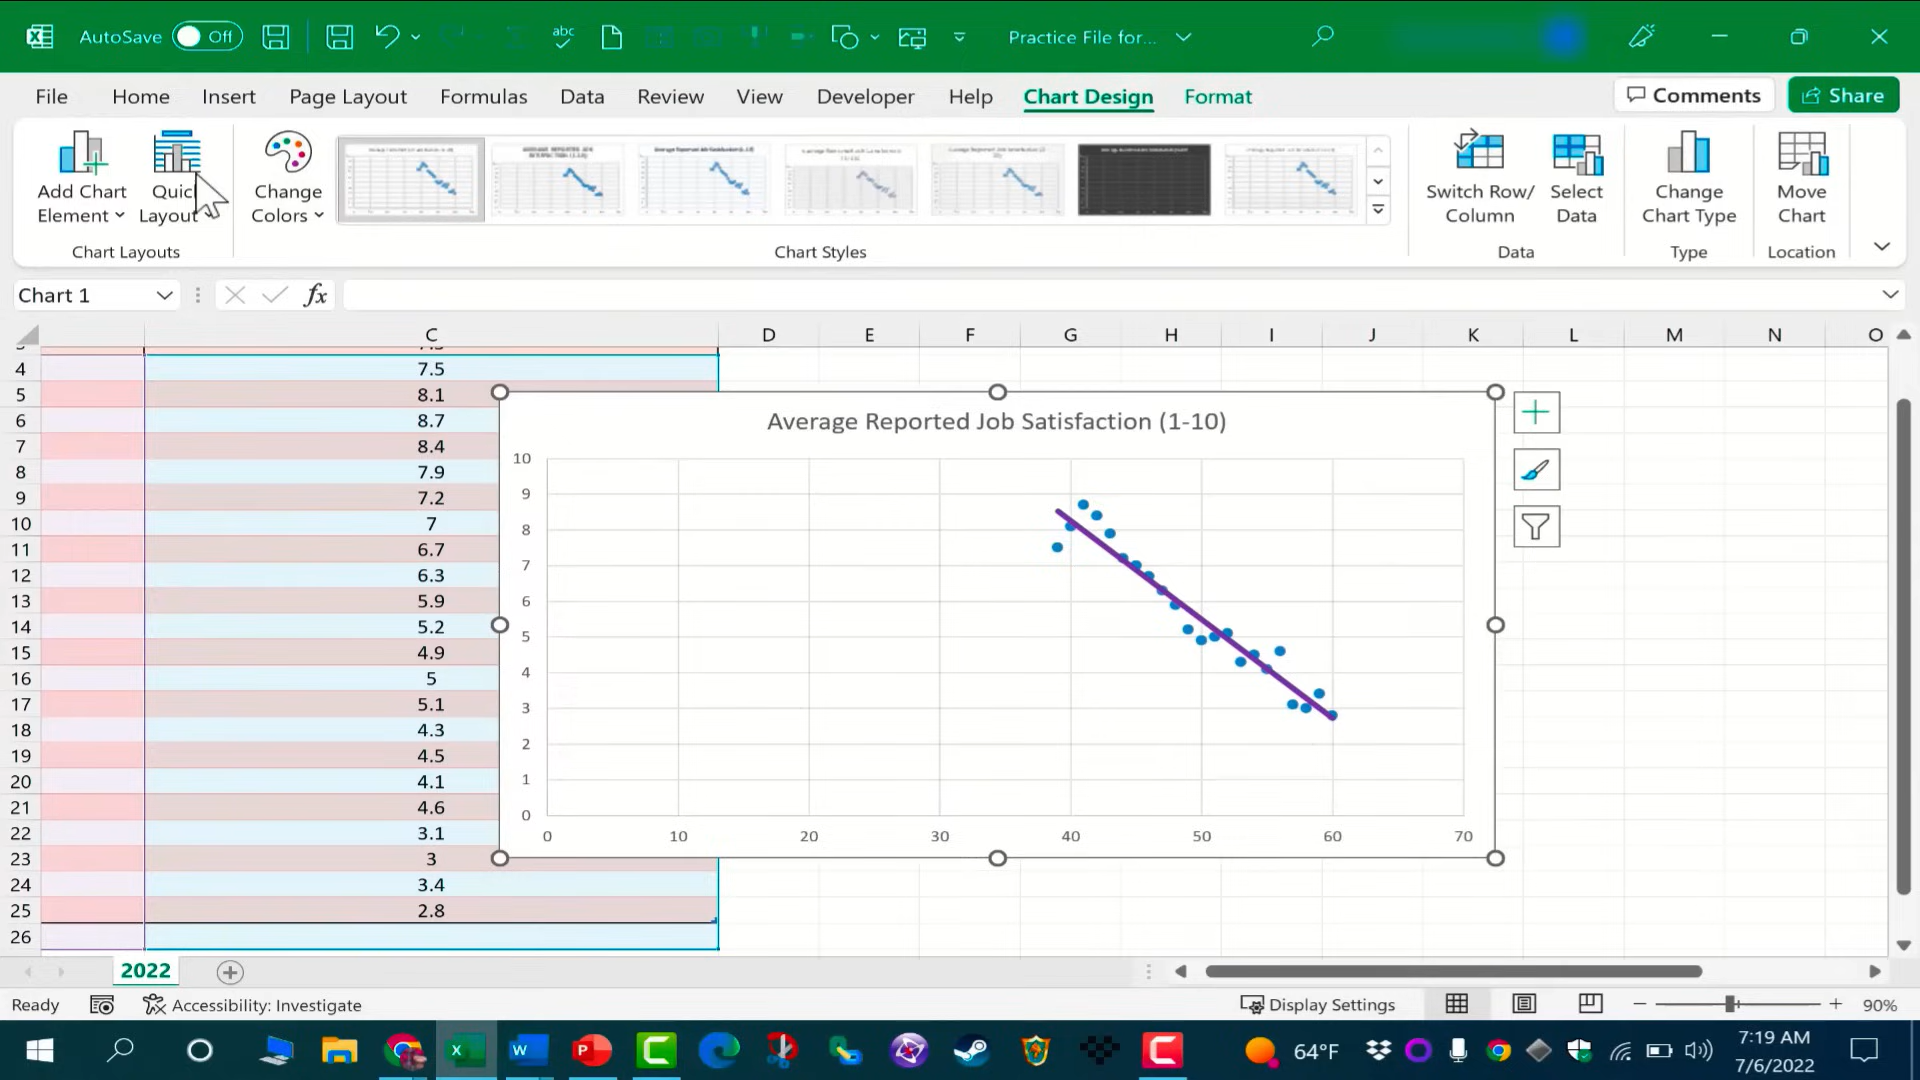 AutoSave Off abc Practice File for...
File Home Insert Page Layout Formulas Data Review View Developer Help Chart Design Format Comments Share
Add Chart Element
Quick Layout
Change Colors
Switch Row/ Column
Select Data
Change Chart Type
Move Chart
Chart Layouts Chart Styles Data Type Location
Chart 1 fx
C D E F G H I J K L M N O
4 7.5
5 8.1
6 8.7
7 8.4
8 7.9
9 7.2
10 7
11 6.7
12 6.3
13 5.9
14 5.2
15 4.9
16 5
17 5.1
18 4.3
19 4.5
20 4.1
21 4.6
22 3.1
23 3
24 3.4
25 2.8
26
Average Reported Job Satisfaction (1-10)
10
9
8
7
6
5
4
3
2
1
0
0 10 20 30 40 50 60 70
2022
Ready Accessibility: Investigate Display Settings 90%
64°F
7:19 AM
7/6/2022